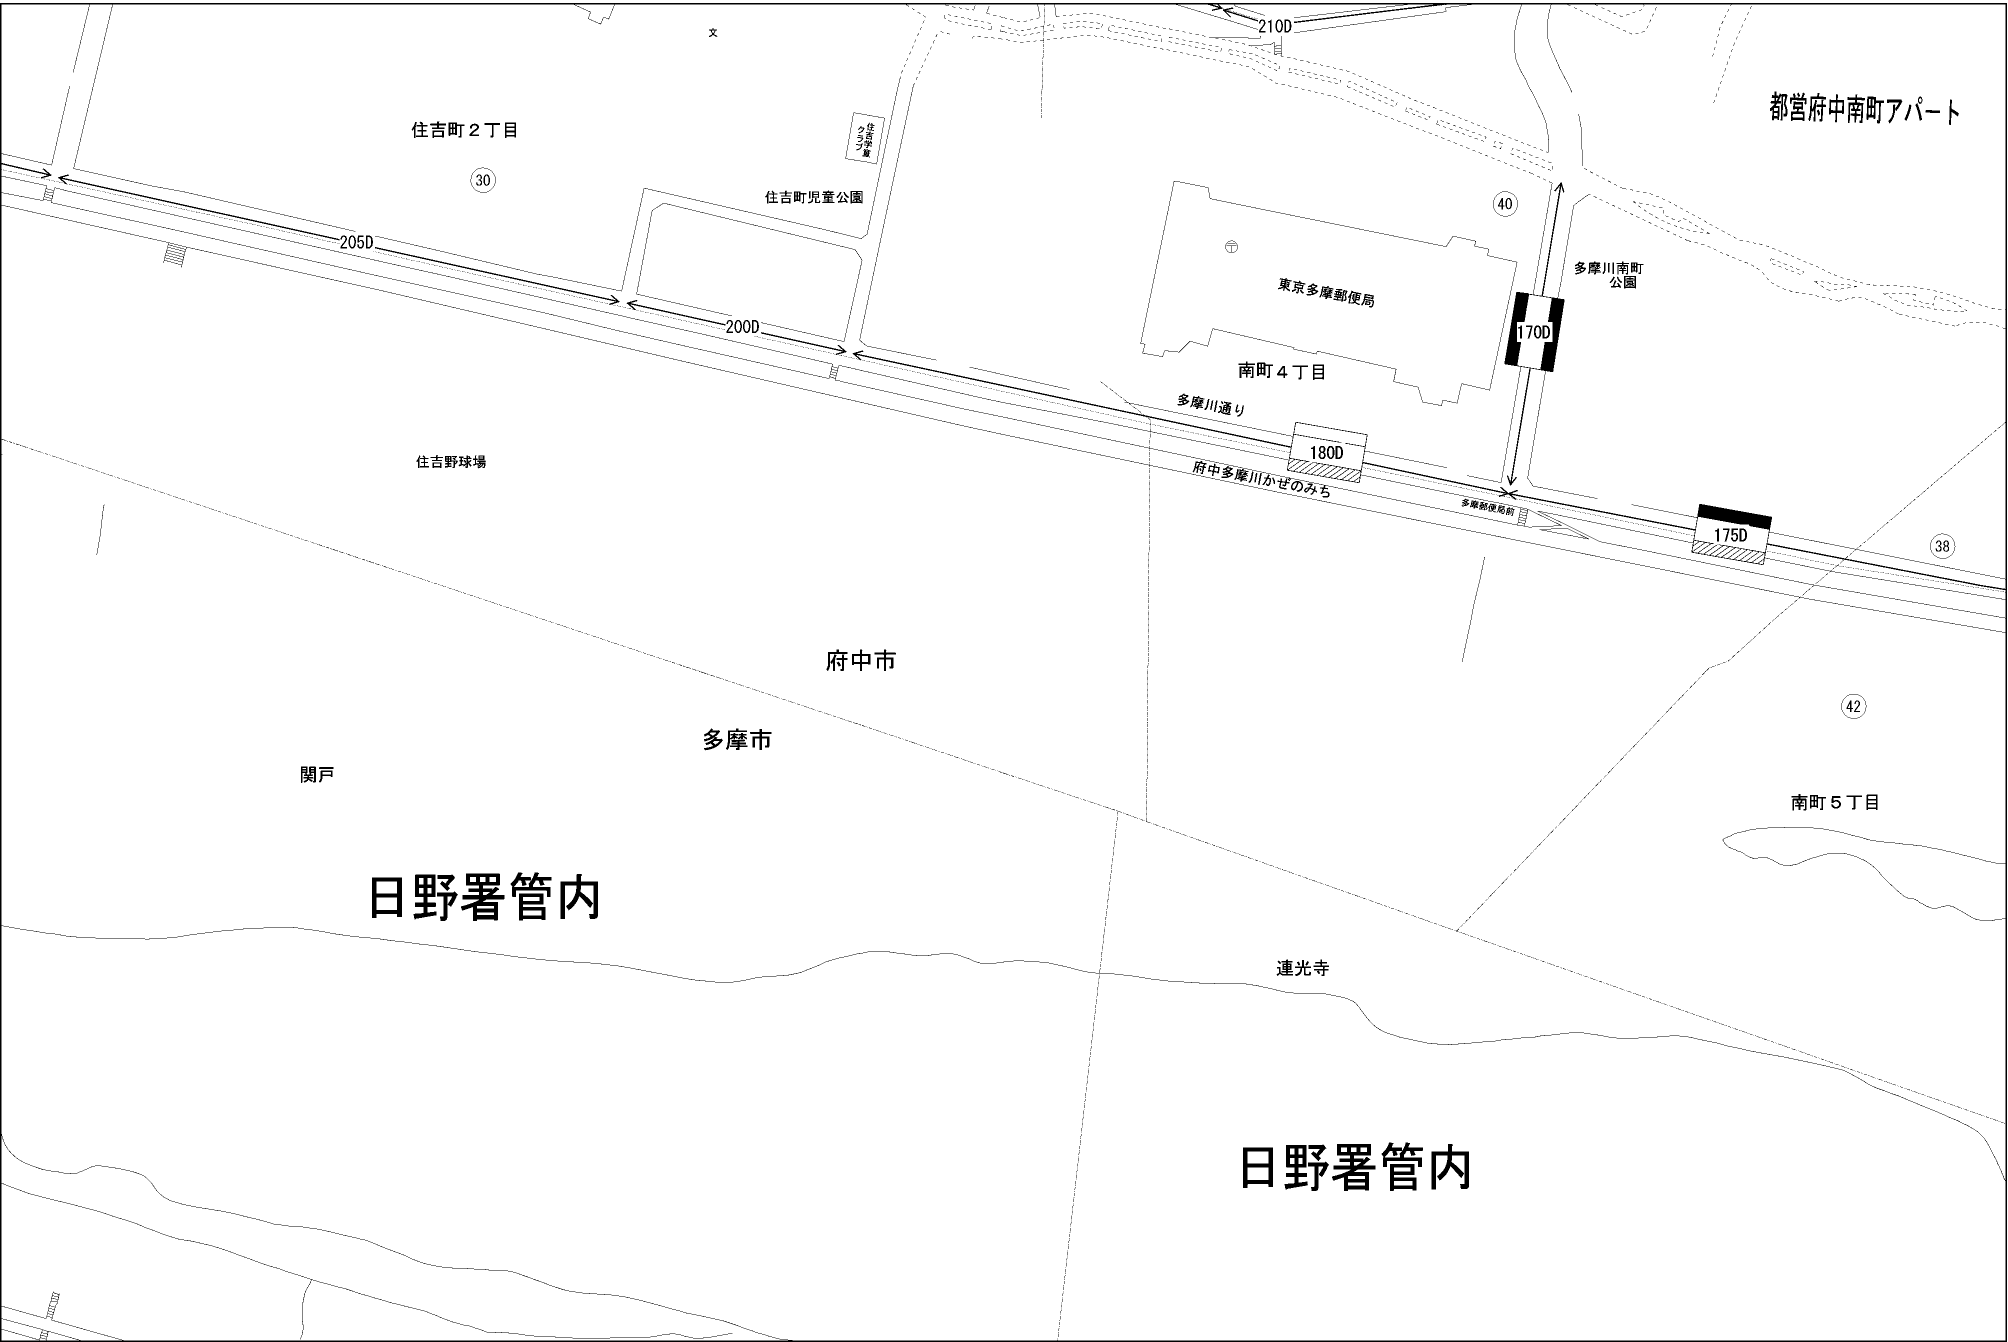 210D
文
都営府中南町アパート
住吉町２丁目
住吉学童
クラブ
30
住吉町児童公園
40
205D
〒
多摩川南町
公園
東京多摩郵便局
200D
170D
南町４丁目
多摩川通り
180D
住吉野球場
府中多摩川かぜのみち
多摩郵便局前
175D
38
府中市
42
多摩市
関戸
南町５丁目
日野署管内
連光寺
日野署管内